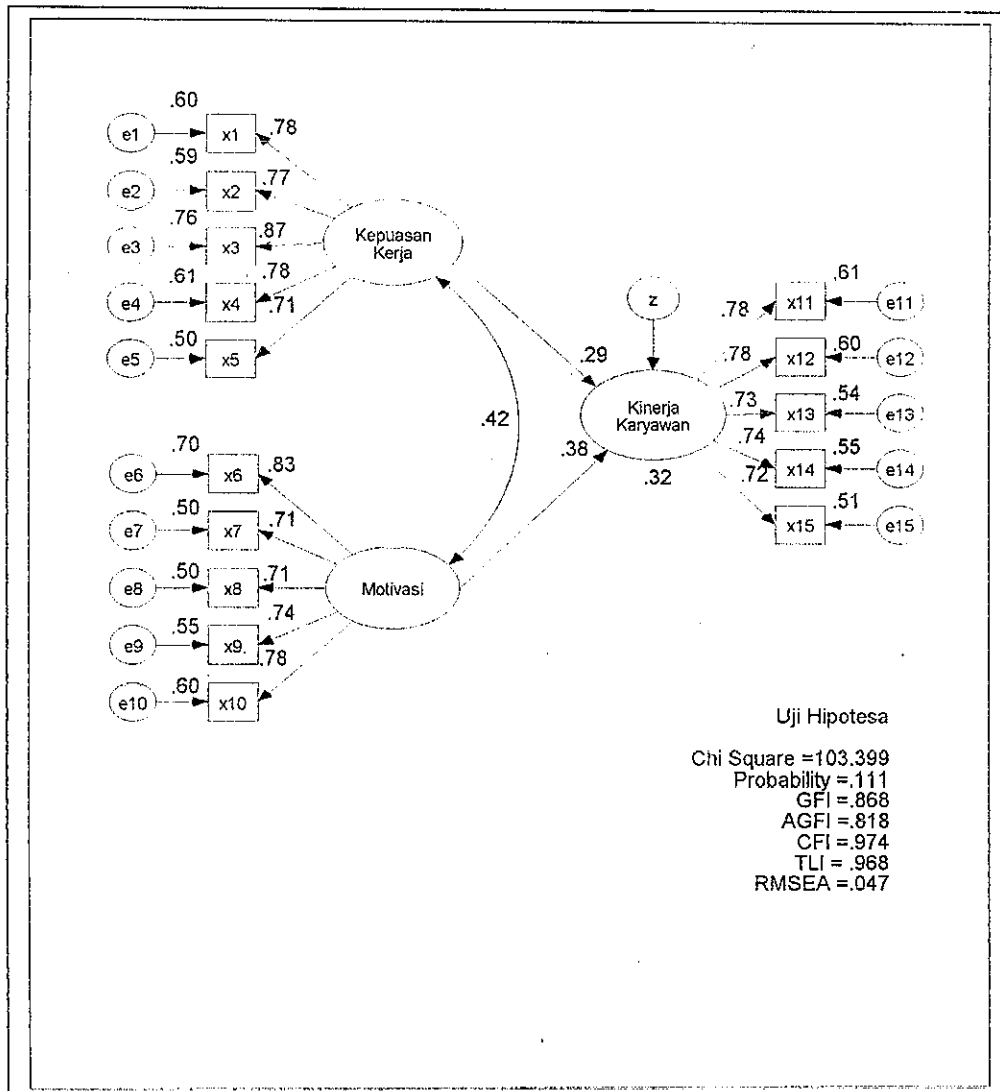 .60
e1 x1 .78
.59
e2 x2 .77
.76
e3 x3 .87
.61 .78
e4 x4 .71
.50
e5 x5
Kepuasan
Kerja
.42
.70
e6 x6 .83
.50
e7 x7 .71
.50
e8 x8 .71
.55
e9 x9 .74
.60 .78
e10 x10
Motivasi
.29
.38
z
Kinerja
Karyawan
.32
.61
.78 x11 e11
.60
.78 x12 e12
.54
.73 x13 e13
.55
.74 x14 e14
.51
.72 x15 e15
Uji Hipotesa
Chi Square =103.399
Probability =.111
GFI =.868
AGFI =.818
CFI =.974
TLI =.968
RMSEA =.047